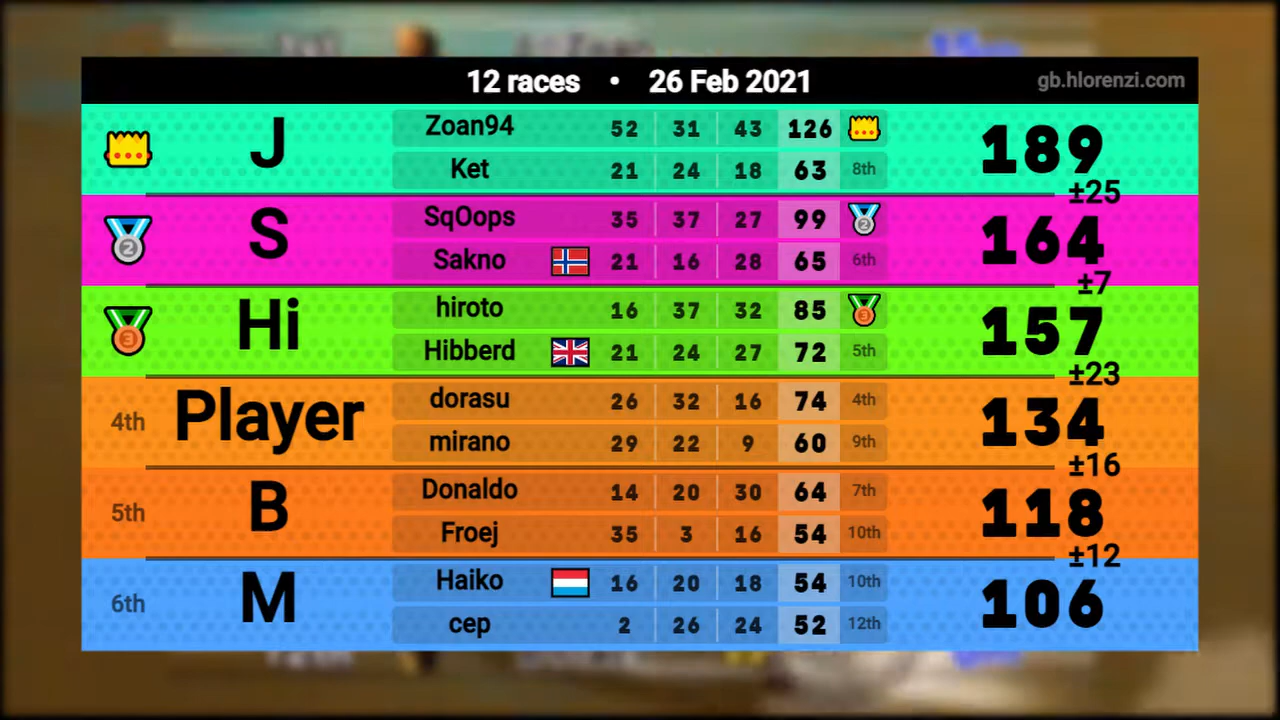 12 races • 26 Feb 2021 gb.hlorenzi.com
J Zoan94 52 31 43 126 189
Ket 21 24 18 63 8th
±25
2 S SqOops 35 37 27 99 2 164
Sakno 21 16 28 65 6th
±7
3 Hi hiroto 16 37 32 85 3 157
Hibberd 21 24 27 72 5th
±23
4th Player dorasu 26 32 16 74 4th 134
mirano 29 22 9 60 9th
±16
5th B Donaldo 14 20 30 64 7th 118
Froej 35 3 16 54 10th
±12
6th M Haiko 16 20 18 54 10th 106
cep 2 26 24 52 12th